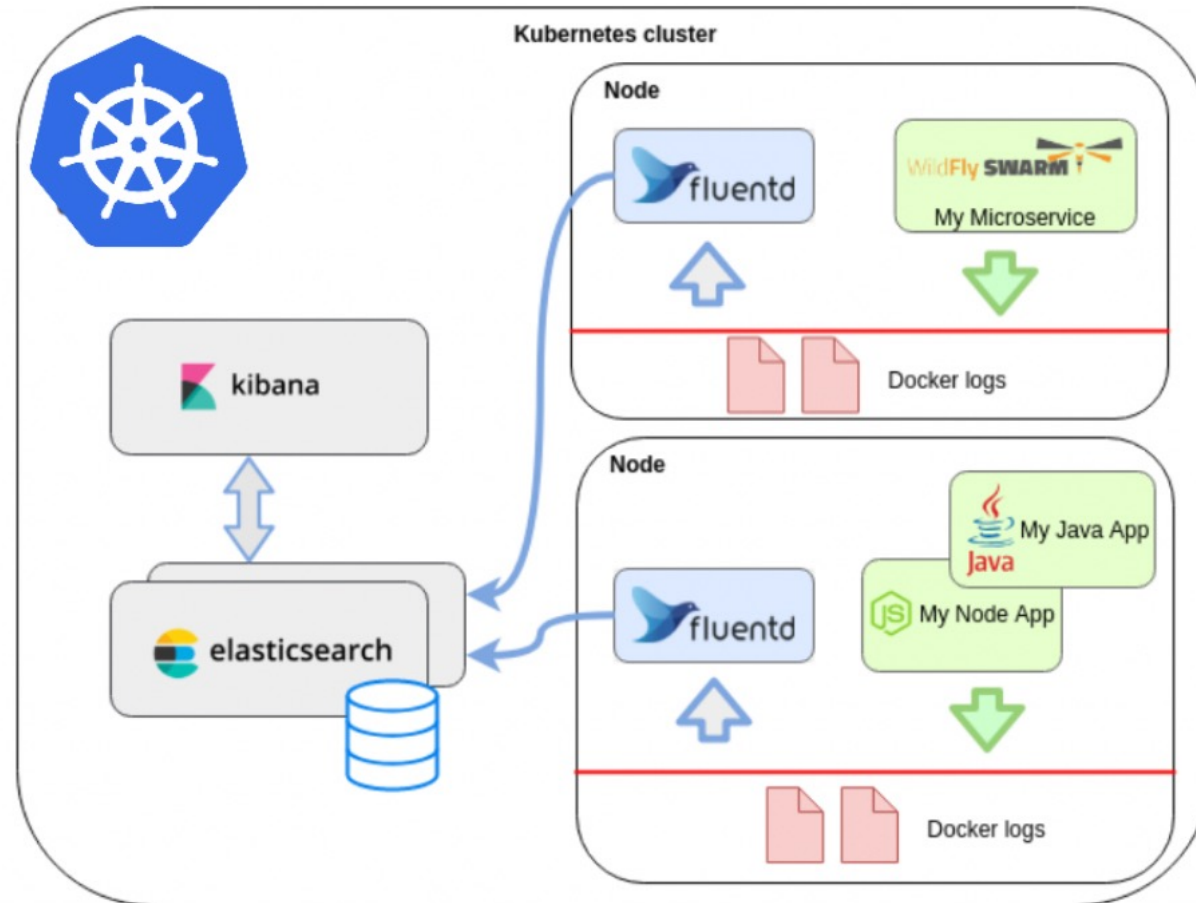 Kubernetes cluster
Node
fluentd
WildFly SWARM
My Microservice
Docker logs
kibana
elasticsearch
Node
My Java App
Java
JS
My Node App
fluentd
Docker logs